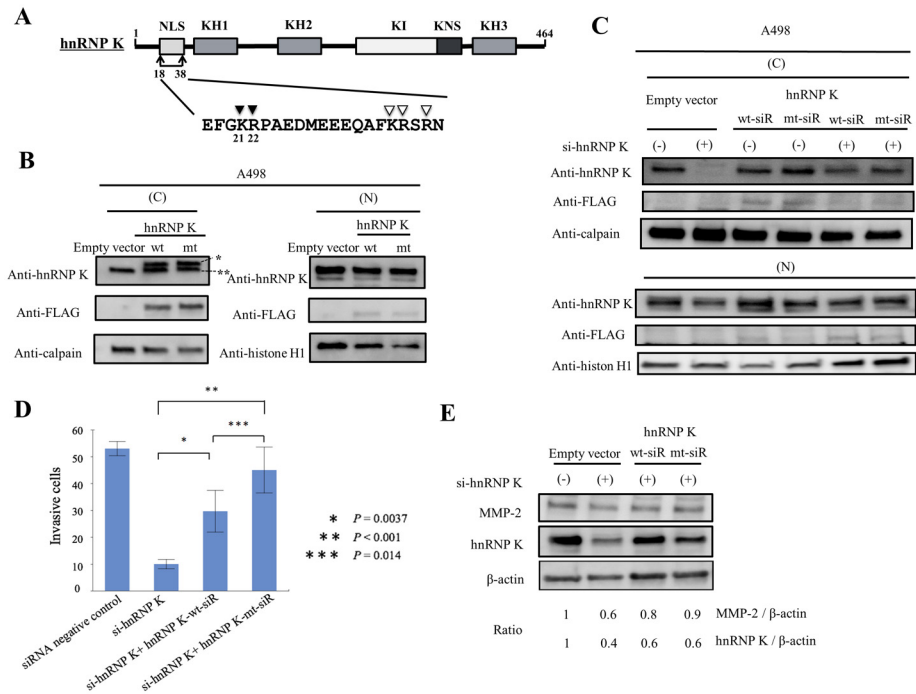 A
1 NLS KH1 KH2 KI KNS KH3 464
hnRNP K
18 38
EFGKRPAEDMEEEQAFKRSRN
21 22
B
A498
(C) (N)
hnRNP K hnRNP K
Empty vector wt mt Empty vector wt mt
*
Anti-hnRNP K ** Anti-hnRNP K
Anti-FLAG Anti-FLAG
Anti-calpain Anti-histone H1
C
A498
(C)
hnRNP K
Empty vector wt-siR mt-siR wt-siR mt-siR
si-hnRNP K (-) (+) (-) (-) (+) (+)
Anti-hnRNP K
Anti-FLAG
Anti-calpain
(N)
Anti-hnRNP K
Anti-FLAG
Anti-histon H1
D
**
* ***
60
50
40
30
20
10
0
Invasive cells
siRNA negative control
si-hnRNP K
si-hnRNP K+ hnRNP K-wt-siR
si-hnRNP K+ hnRNP K-mt-siR
* P = 0.0037
** P < 0.001
*** P = 0.014
E
hnRNP K
Empty vector wt-siR mt-siR
si-hnRNP K (-) (+) (+) (+)
MMP-2
hnRNP K
β-actin
Ratio
1 0.6 0.8 0.9 MMP-2 / β-actin
1 0.4 0.6 0.6 hnRNP K / β-actin